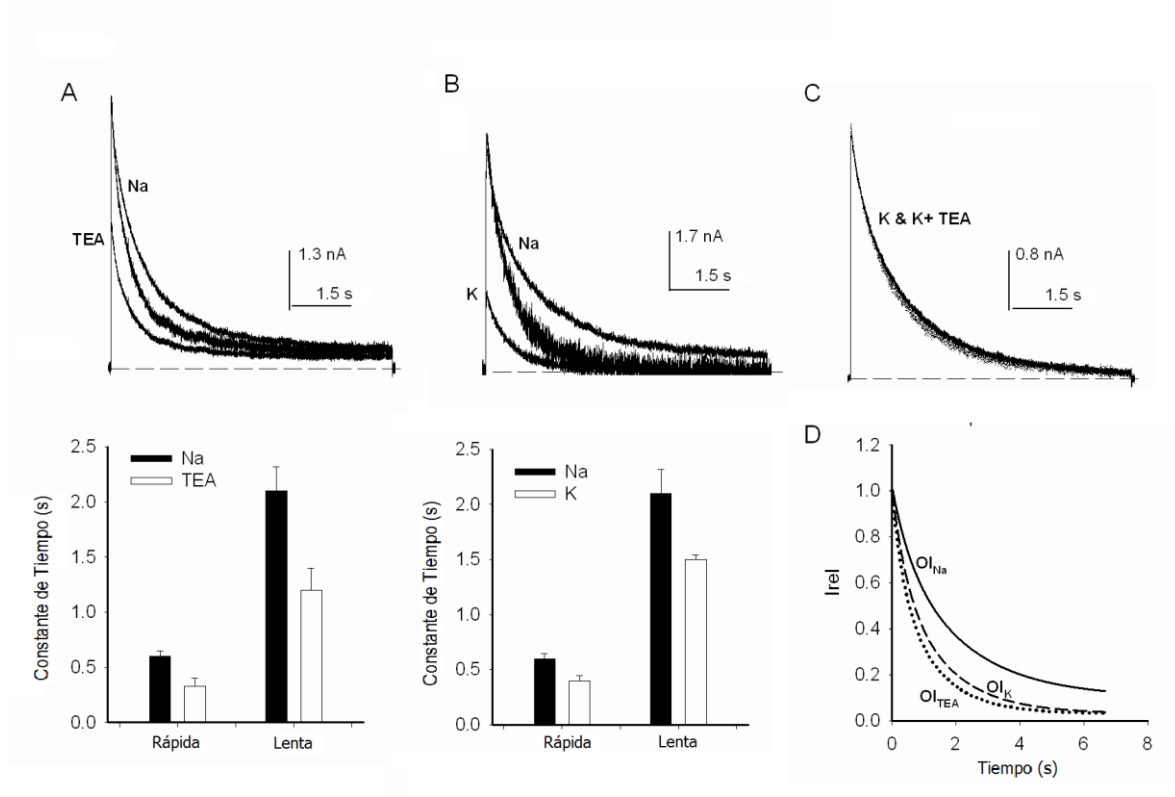 A
Na
TEA
1.3 nA
1.5 s
B
Na
K
1.7 nA
1.5 s
C
K & K+ TEA
0.8 nA
1.5 s
Constante de Tiempo (s)
2.5
2.0
1.5
1.0
0.5
0.0
Na
TEA
Rápida
Lenta
Constante de Tiempo (s)
2.5
2.0
1.5
1.0
0.5
0.0
Na
K
Rápida
Lenta
D
Irel
1.2
1.0
0.8
0.6
0.4
0.2
0.0
OINa
OIK
OITEA
0
2
4
6
8
Tiempo (s)